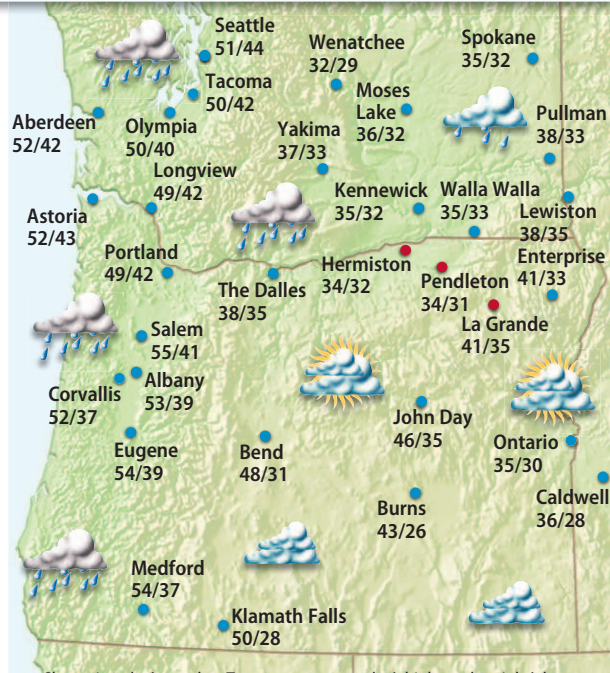 Seattle
51/44
Wenatchee
32/29
Spokane
35/32
Tacoma
50/42
Moses
Lake
36/32
Aberdeen
52/42
Olympia
50/40
Yakima
37/33
Pullman
38/33
Longview
49/42
Kennewick
35/32
Walla Walla
35/33
Lewiston
38/35
Astoria
52/43
Portland
49/42
The Dalles
38/35
Hermiston
34/32
Pendleton
34/31
Enterprise
41/33
La Grande
41/35
Salem
55/41
Corvallis
52/37
Albany
53/39
Eugene
54/39
Bend
48/31
John Day
46/35
Ontario
35/30
Caldwell
36/28
Burns
43/26
Medford
54/37
Klamath Falls
50/28